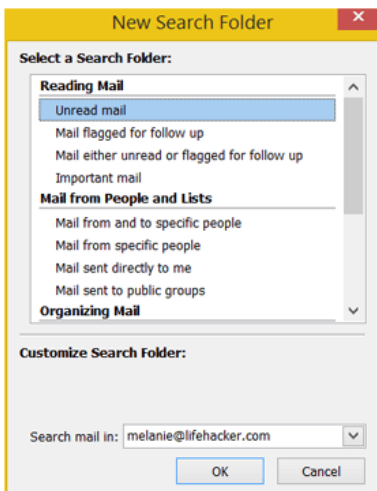 New Search Folder
Select a Search Folder:
Reading Mail
Unread mail
Mail flagged for follow up
Mail either unread or flagged for follow up
Important mail
Mail from People and Lists
Mail from and to specific people
Mail from specific people
Mail sent directly to me
Mail sent to public groups
Organizing Mail
Customize Search Folder:
Search mail in: melanie@lifehacker.com
OK Cancel